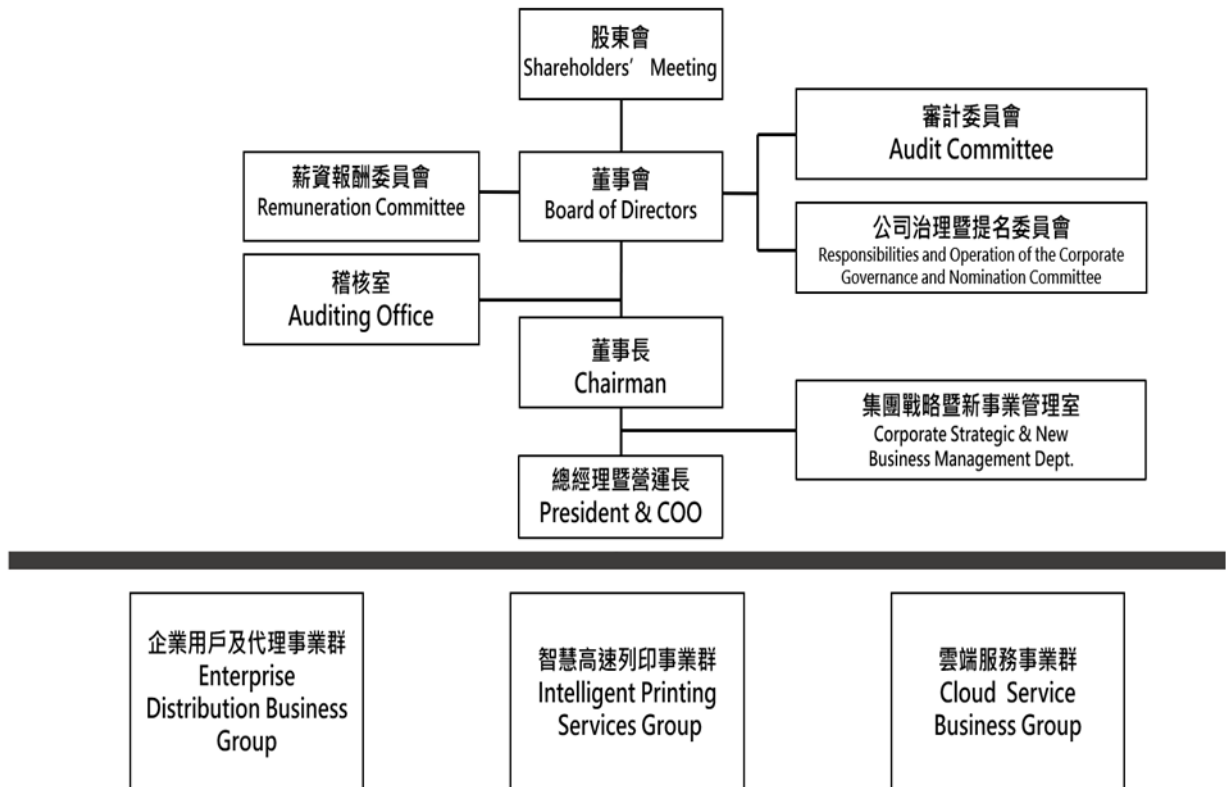 股東會
Shareholders’ Meeting
審計委員會
Audit Committee
薪資報酬委員會
Remuneration Committee
董事會
Board of Directors
公司治理暨提名委員會
Responsibilities and Operation of the Corporate
Governance and Nomination Committee
稽核室
Auditing Office
董事長
Chairman
集團戰略暨新事業管理室
Corporate Strategic & New
Business Management Dept.
總經理暨營運長
President & COO
企業用戶及代理事業群
Enterprise
Distribution Business
Group
智慧高速列印事業群
Intelligent Printing
Services Group
雲端服務事業群
Cloud Service
Business Group